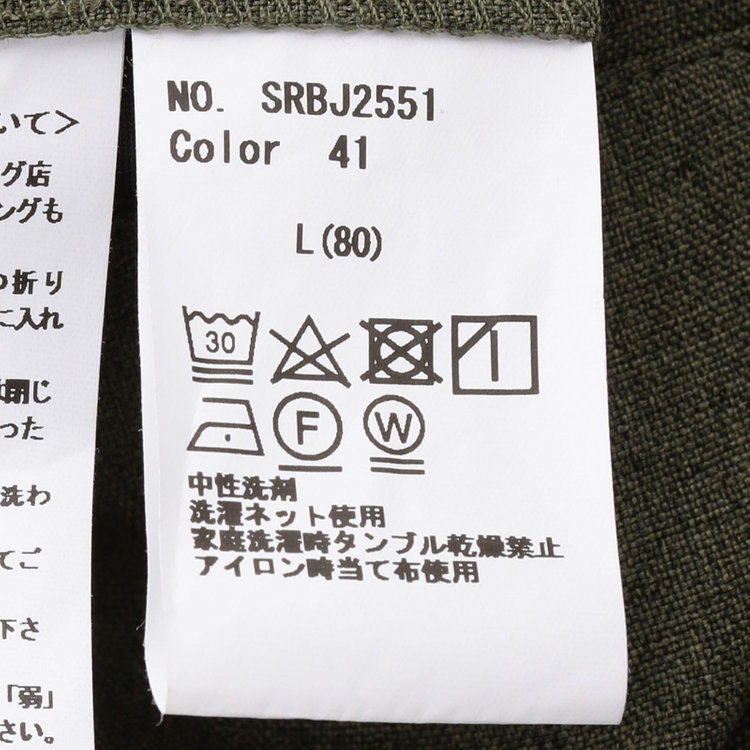 いて>
グ店
ングも
の折り
に入れ
閉じ
った
洗わ
てご
下さ
「弱」
さい。
NO. SRBJ2551
Color 41
L(80)
30
F W
中性洗剤
洗濯ネット使用
家庭洗濯時タンブル乾燥禁止
アイロン時当て布使用